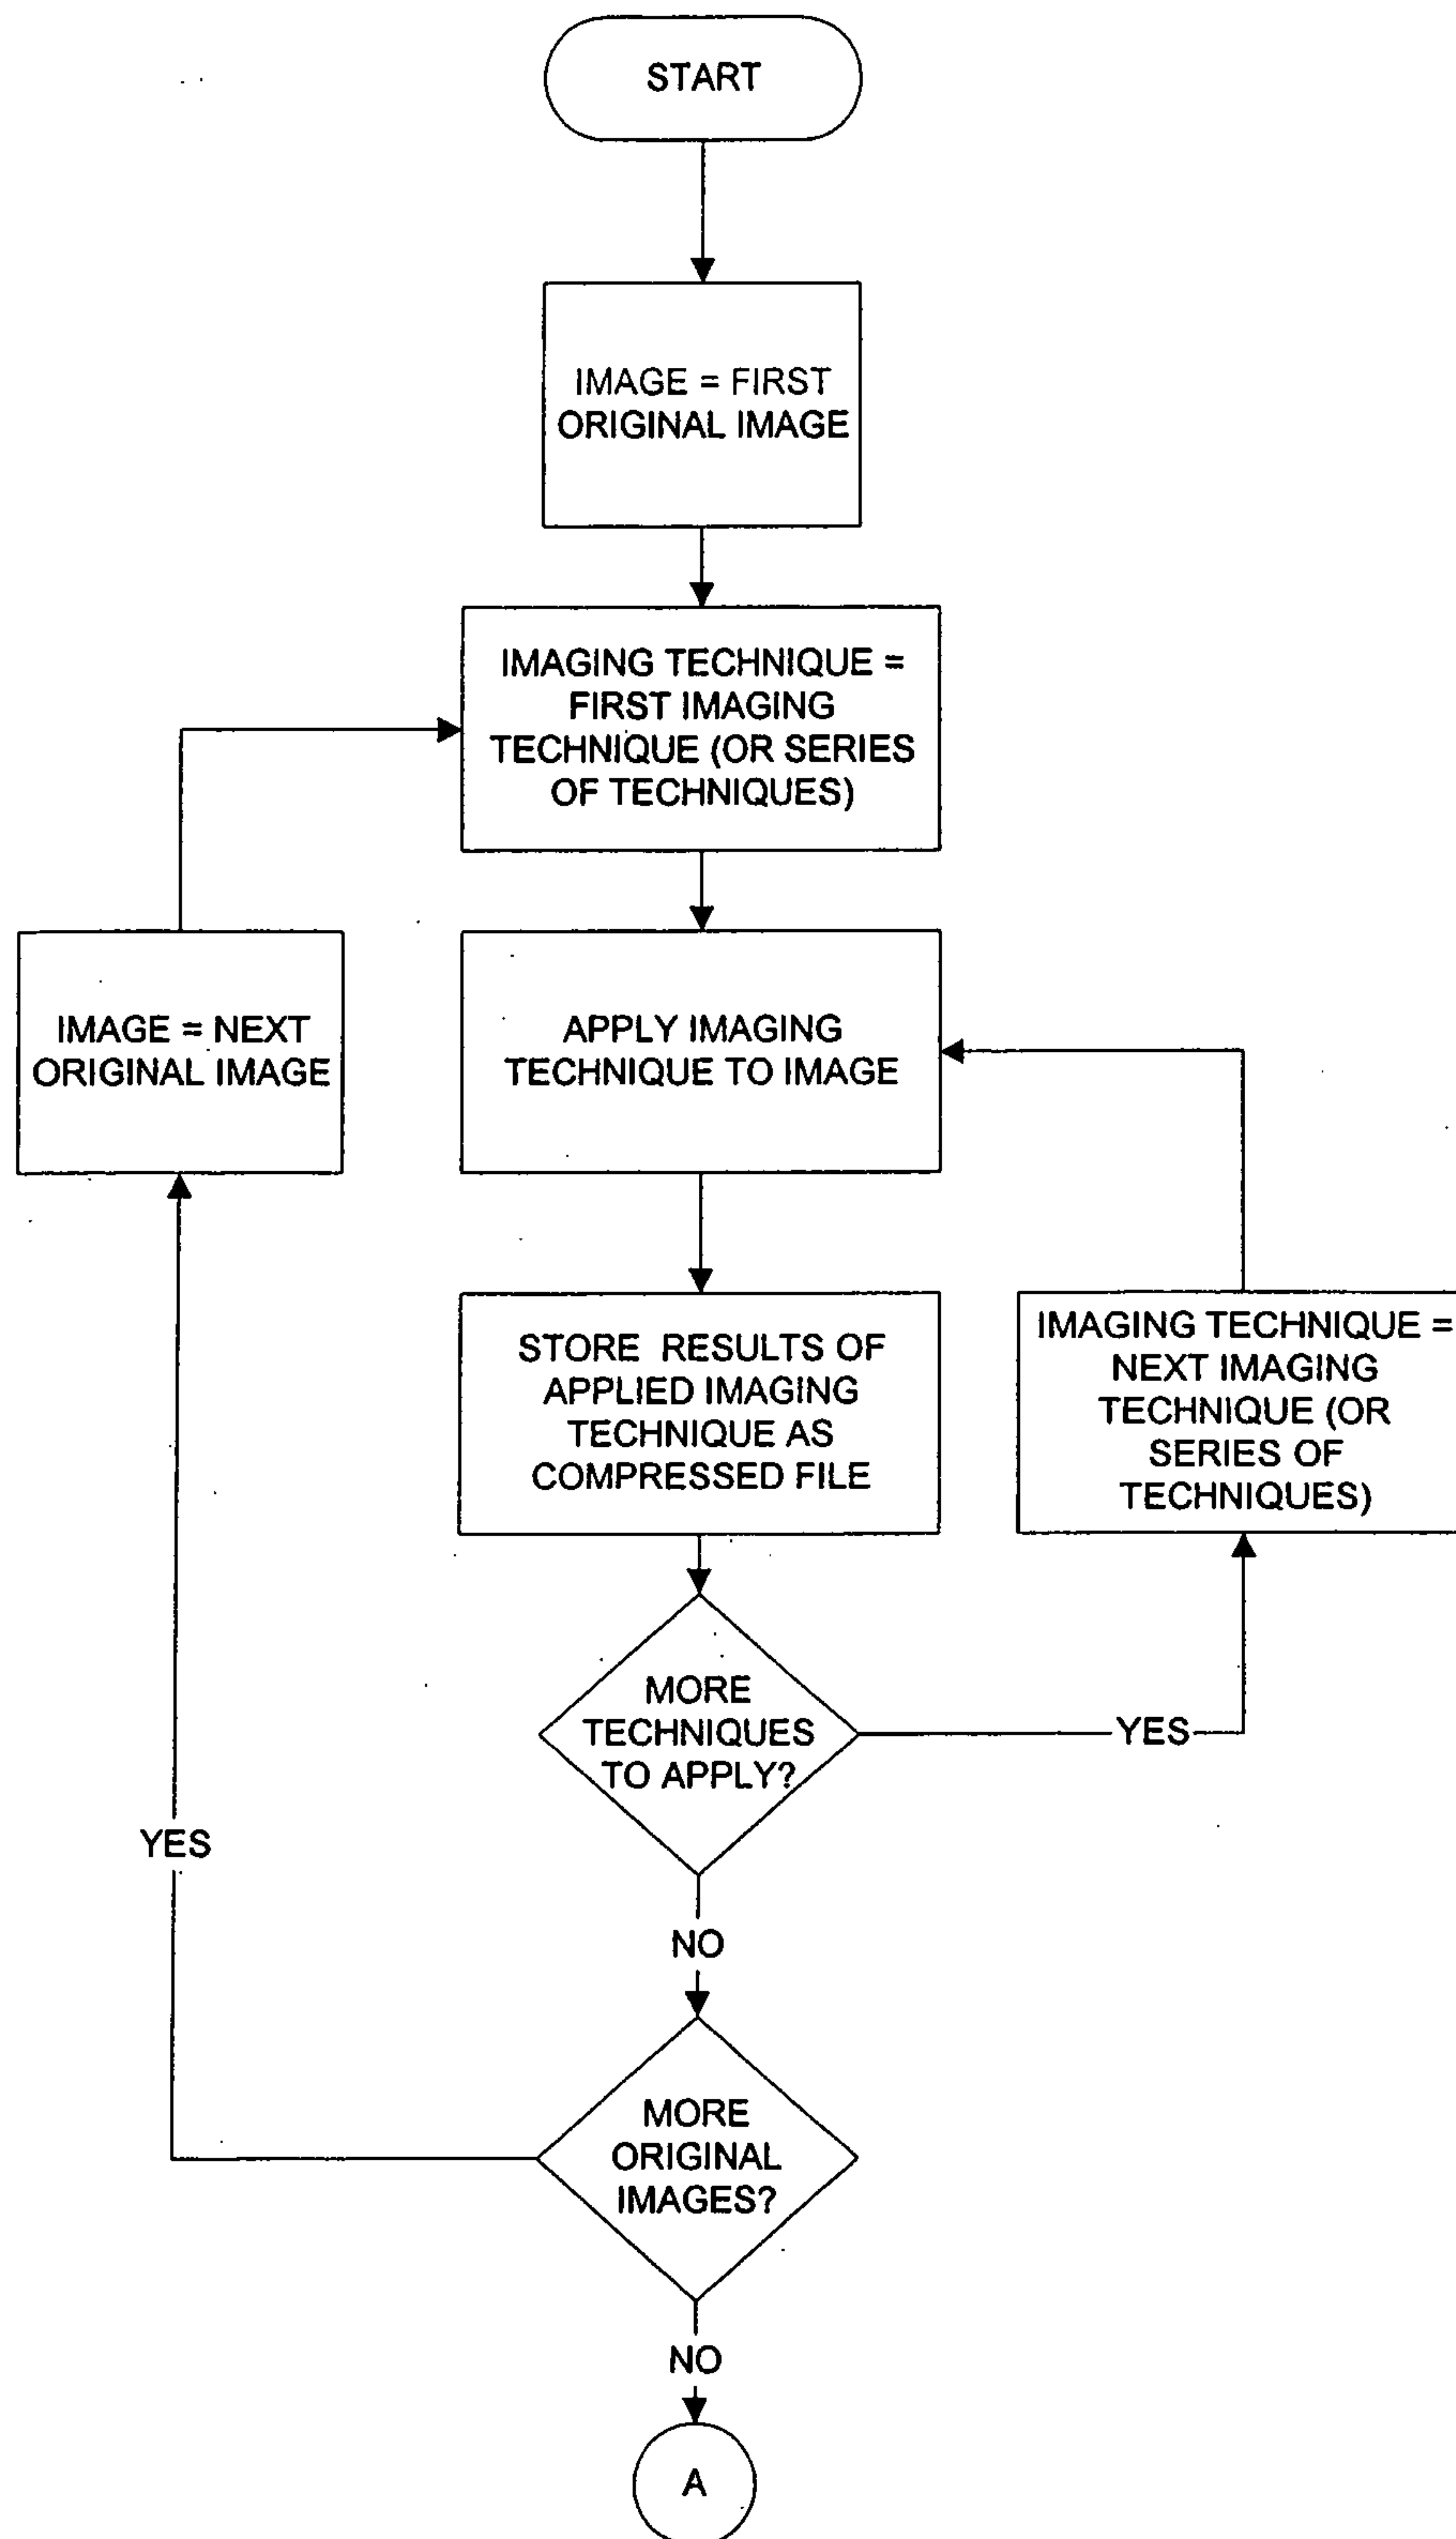 START
IMAGE = FIRST
ORIGINAL IMAGE
IMAGING TECHNIQUE =
FIRST IMAGING
TECHNIQUE (OR SERIES
OF TECHNIQUES)
IMAGE = NEXT
ORIGINAL IMAGE
APPLY IMAGING
TECHNIQUE TO IMAGE
STORE RESULTS OF
APPLIED IMAGING
TECHNIQUE AS
COMPRESSED FILE
IMAGING TECHNIQUE =
NEXT IMAGING
TECHNIQUE (OR
SERIES OF
TECHNIQUES)
MORE
TECHNIQUES
TO APPLY?
YES
YES
NO
MORE
ORIGINAL
IMAGES?
NO
A